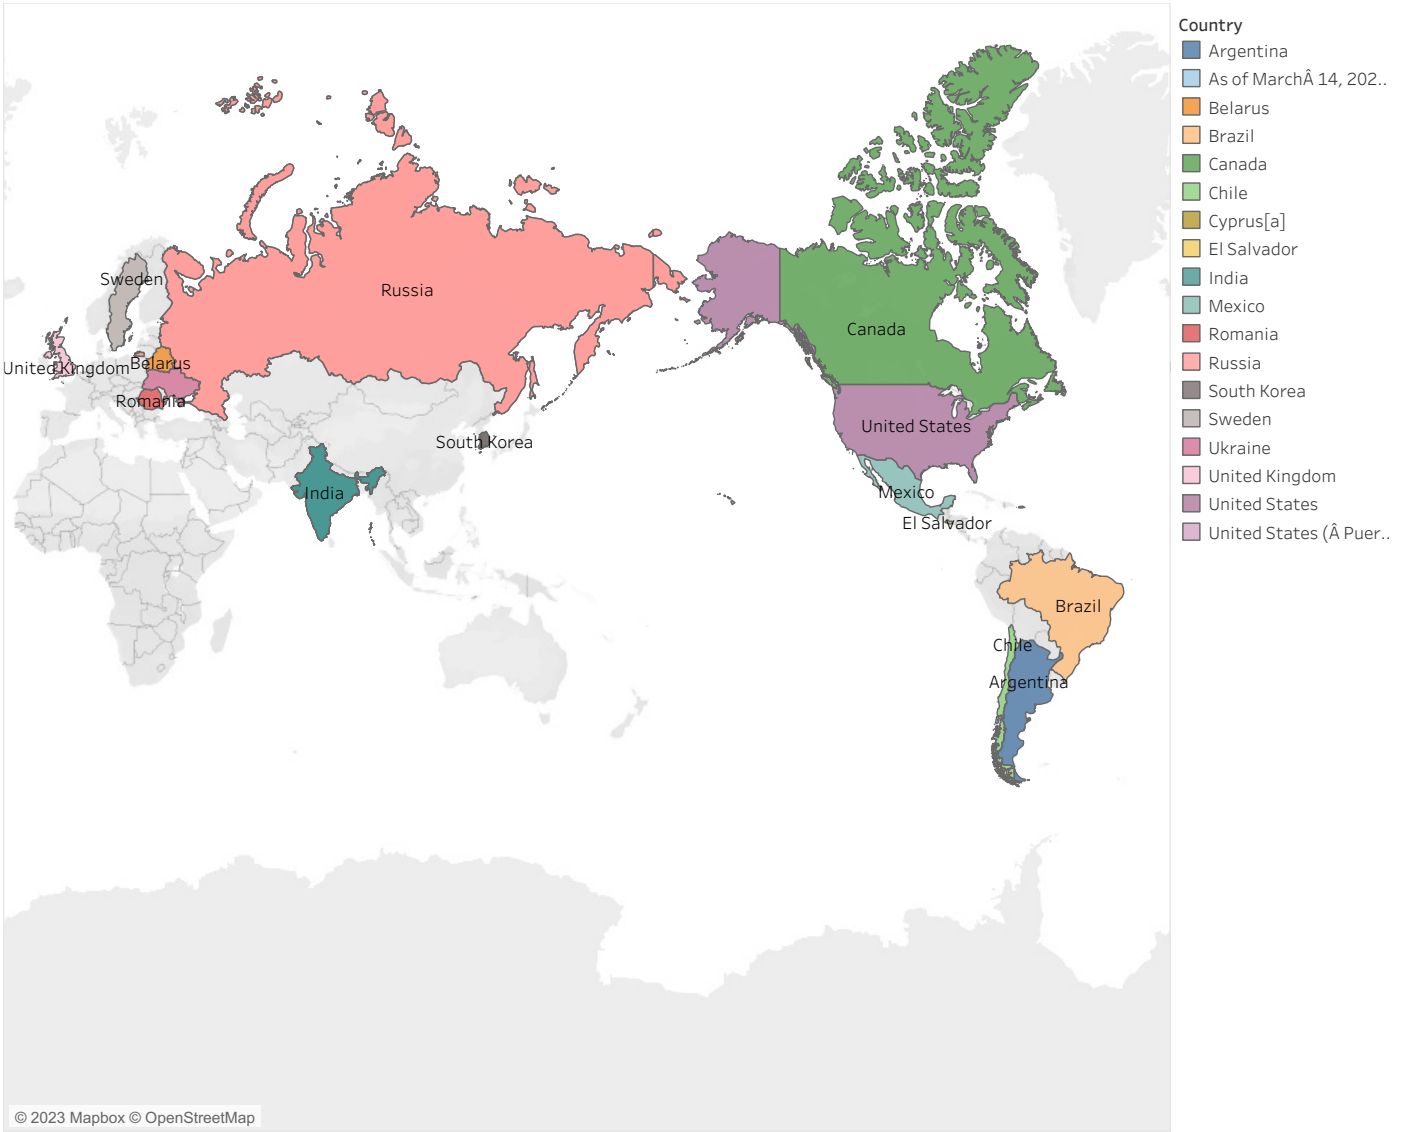 Country
Argentina
As of MarchÂ 14, 202..
Belarus
Brazil
Canada
Chile
Cyprus[a]
El Salvador
India
Mexico
Romania
Russia
South Korea
Sweden
Ukraine
United Kingdom
United States
United States (Â Puer..
Sweden
Russia
Canada
United Kingdom
Belarus
Romania
United States
South Korea
India
Mexico
El Salvador
Brazil
Chile
Argentina
© 2023 Mapbox © OpenStreetMap